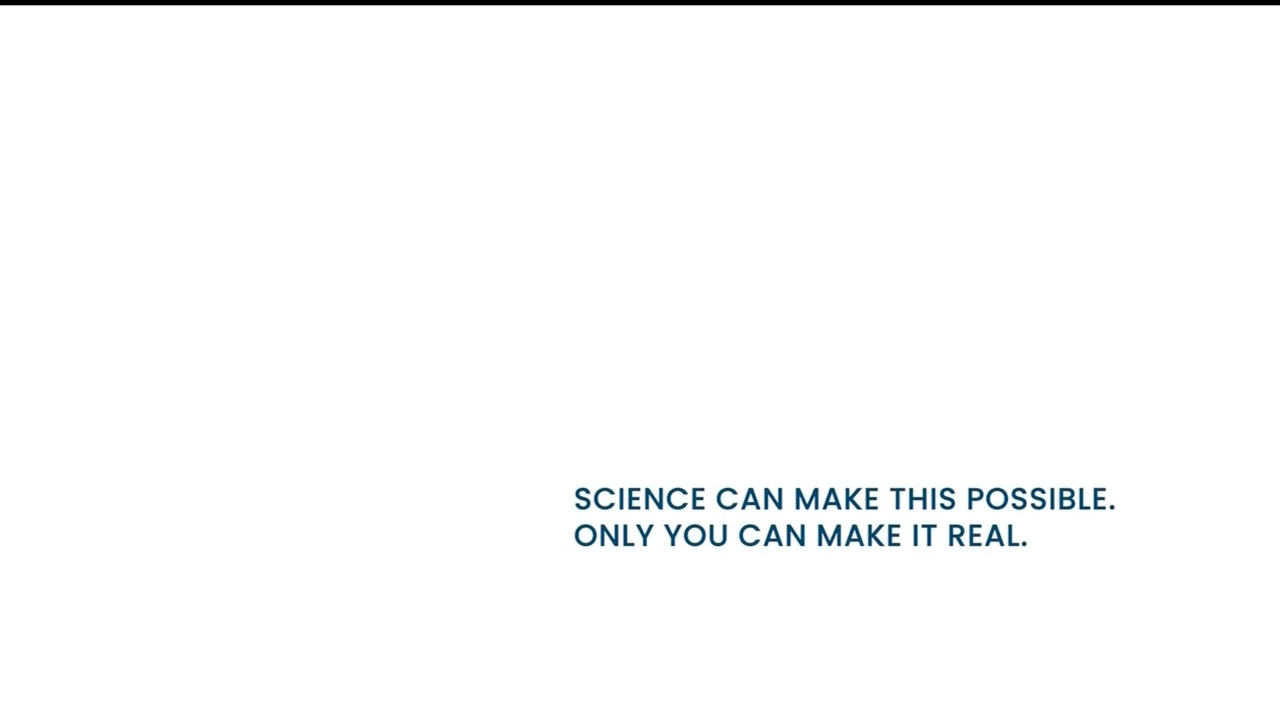 SCIENCE CAN MAKE THIS POSSIBLE.
ONLY YOU CAN MAKE IT REAL.